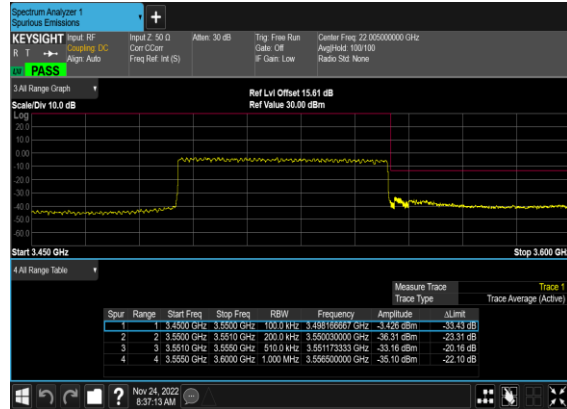 Spectrum Analyzer 1
Spurious Emissions
KEYSIGHT Input: RF Input Z: 50 Ω Atten: 30 dB Trig: Free Run Center Freq: 22.005000000 GHz
R T Coupling: DC Corr CCorr Gate: Off Avg|Hold: 100/100
Align: Auto Freq Ref: Int (S) IF Gain: Low Radio Std: None
PASS
3 All Range Graph
Ref Lvl Offset 15.61 dB
Scale/Div 10.0 dB Ref Value 30.00 dBm
Log
20.0
10.0
0.00
-10.0
-20.0
-30.0
-40.0
-50.0
-60.0
Start 3.450 GHz Stop 3.600 GH
4 All Range Table
Measure Trace Trace 1
Trace Type Trace Average (Active)
Spur Range Start Freq Stop Freq RBW Frequency Amplitude ΔLimit
1 1 3.4500 GHz 3.5500 GHz 100.0 kHz 3.498166667 GHz -3.426 dBm -33.43 dB
2 2 3.5500 GHz 3.5510 GHz 200.0 kHz 3.550030000 GHz -36.31 dBm -23.31 dB
3 3 3.5510 GHz 3.5550 GHz 510.0 kHz 3.551173333 GHz -33.16 dBm -20.16 dB
4 4 3.5550 GHz 3.6000 GHz 1.000 MHz 3.556500000 GHz -35.10 dBm -22.10 dB
Nov 24, 2022
8:37:13 AM